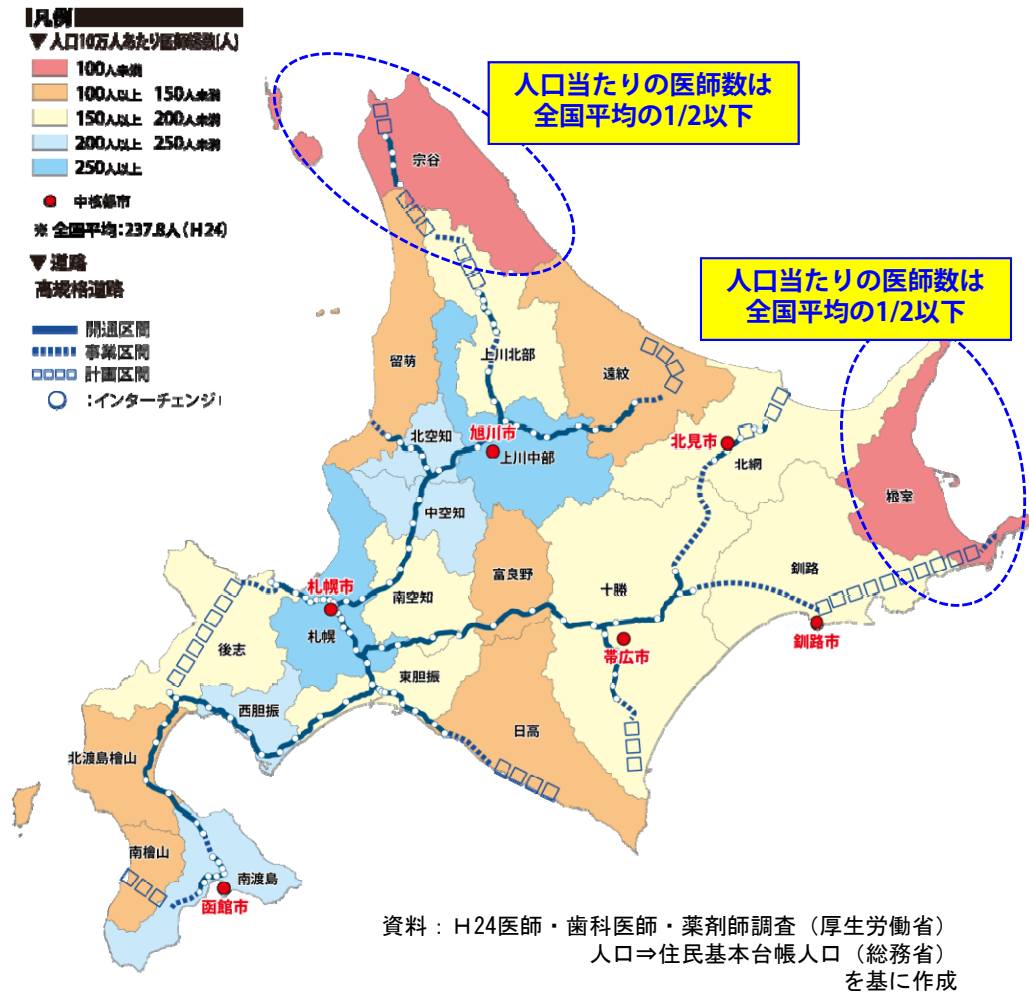 凡例
▼人口10万人あたり医師総数(人)
100人未満
100人以上 150人未満
150人以上 200人未満
200人以上 250人未満
250人以上
中核都市
※ 全国平均:237.8人(H24)
▼道路
高規格道路
開通区間
事業区間
計画区間
:インターチェンジ
人口当たりの医師数は
全国平均の1/2以下
人口当たりの医師数は
全国平均の1/2以下
宗谷
留萌
上川北部
遠紋
北空知
旭川市
上川中部
北見市
北網
根室
中空知
富良野
十勝
釧路
札幌市
南空知
札幌
後志
帯広市
釧路市
東胆振
西胆振
日高
北渡島檜山
南檜山
南渡島
函館市
資料:H24医師・歯科医師・薬剤師調査(厚生労働省)
人口⇒住民基本台帳人口(総務省)
を基に作成